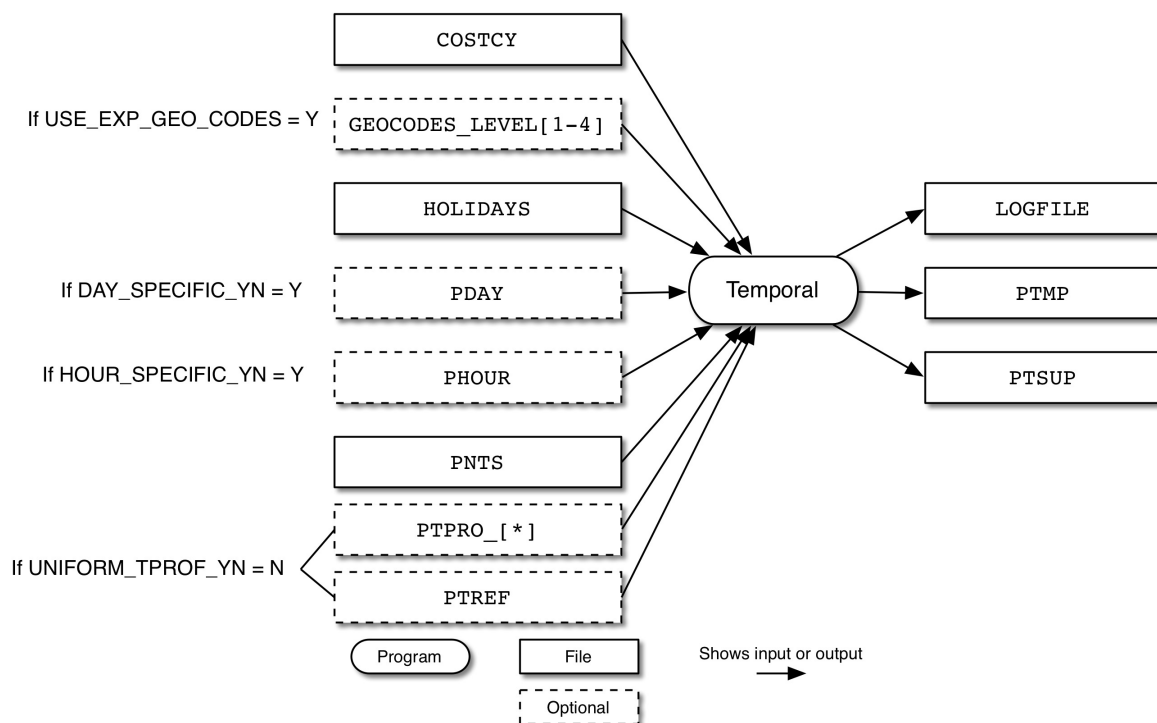 COSTCY
If USE_EXP_GEO_CODES = Y
GEOCODES_LEVEL[1-4]
HOLIDAYS
LOGFILE
If DAY_SPECIFIC_YN = Y
PDAY
Temporal
PTMP
If HOUR_SPECIFIC_YN = Y
PHOUR
PTSUP
PNTS
PTPRO_[*]
If UNIFORM_TPROF_YN = N
PTREF
Program
File
Shows input or output
Optional